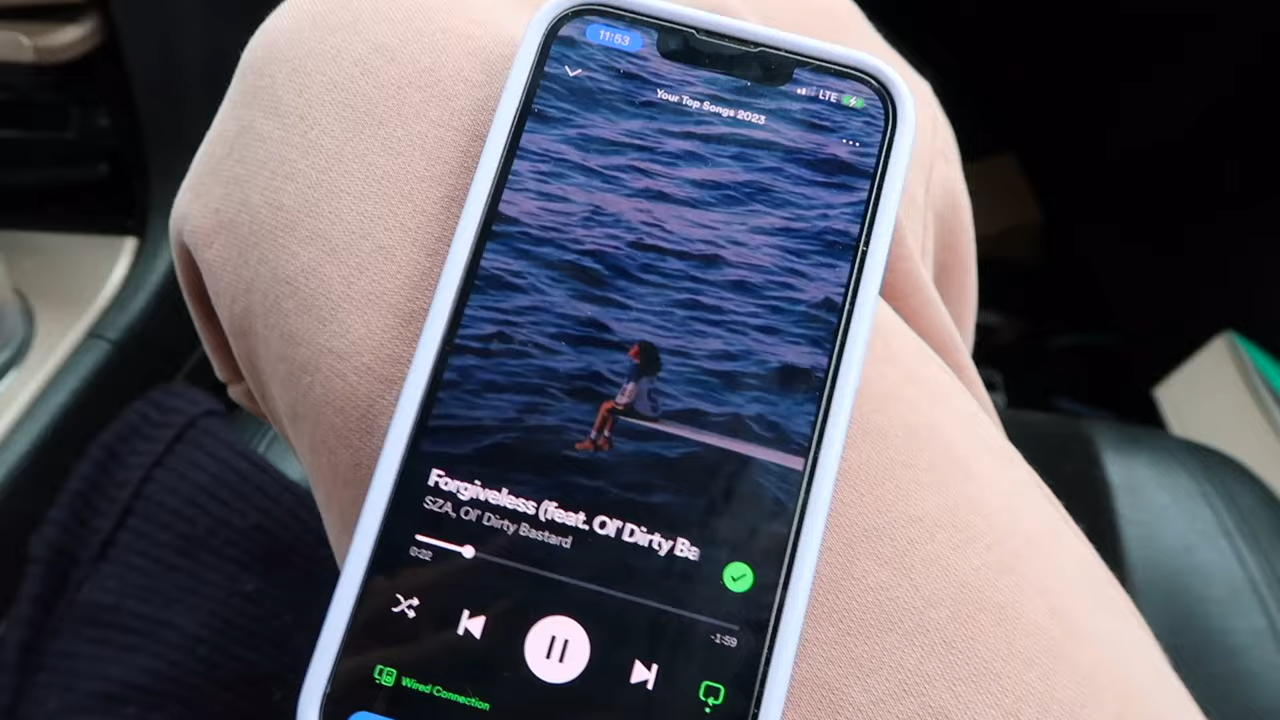 11:53
LTE
Your Top Songs 2023
Forgiveless (feat. Ol' Dirty Ba
SZA, Ol' Dirty Bastard
0:22
-1:59
Wired Connection